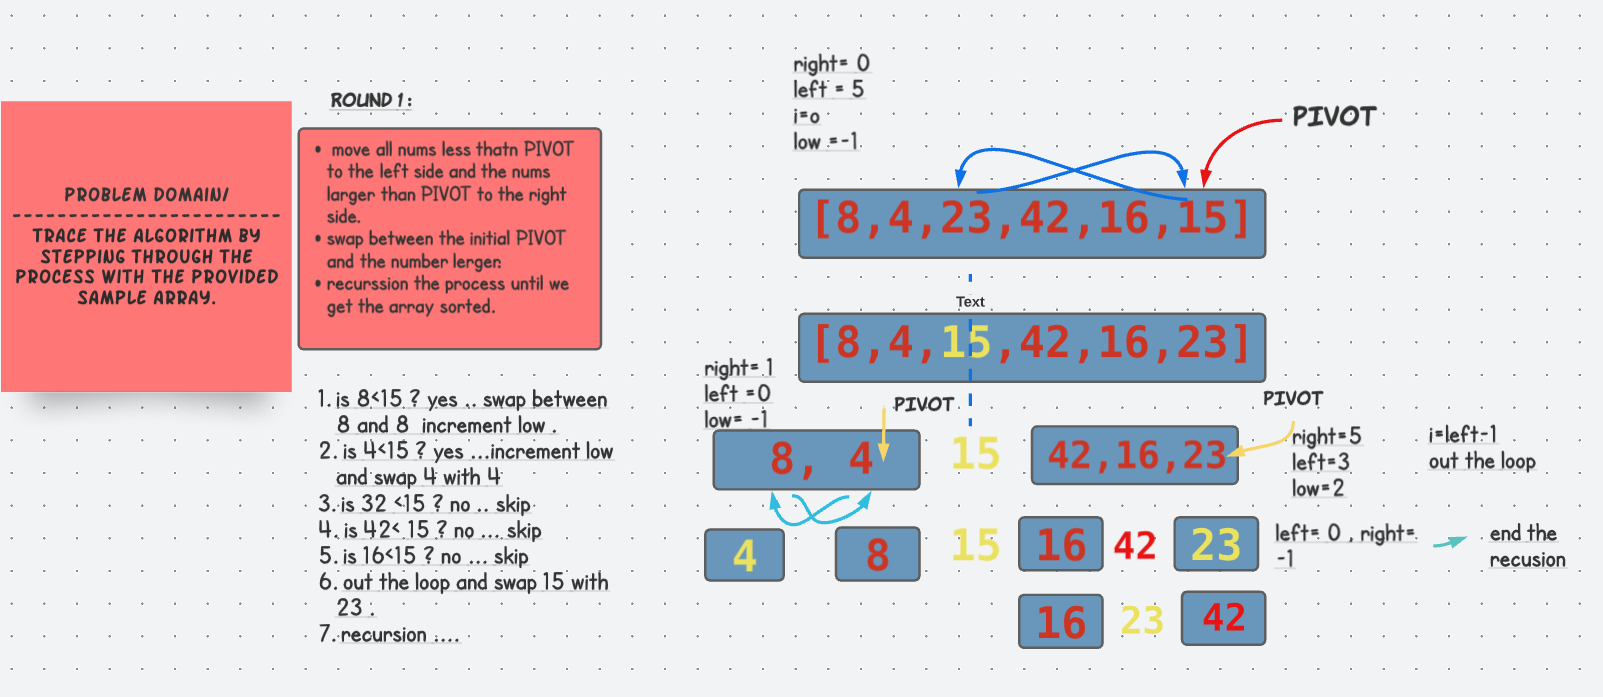 PROBLEM DOMAIN/
TRACE THE ALGORITHM BY
STEPPING THROUGH THE
PROCESS WITH THE PROVIDED
SAMPLE ARRAY.
ROUND 1:
• move all nums less thatn PIVOT
to the left side and the nums
larger than PIVOT to the right
side.
• swap between the initial PIVOT
and the number lerger.
• recurssion the process until we
get the array sorted.
1. is 8<15 ? yes .. swap between
8 and 8 increment low .
2. is 4<15 ? yes ...increment low
and swap 4 with 4
3. is 32 <15 ? no .. skip
4. is 42< 15 ? no ... skip
5. is 16<15 ? no ... skip
6. out the loop and swap 15 with
23 .
7. recursion ....
right= 0
left = 5
i=o
low =-1
PIVOT
[8,4,23,42,16,15]
Text
[8,4,15,42,16,23]
right= 1
left =0
low= -1
PIVOT
8, 4
15
PIVOT
42,16,23
right=5
left=3
low=2
i=left-1
out the loop
4
8
15
16
42
23
left= 0 , right=
-1
end the
recusion
16
23
42